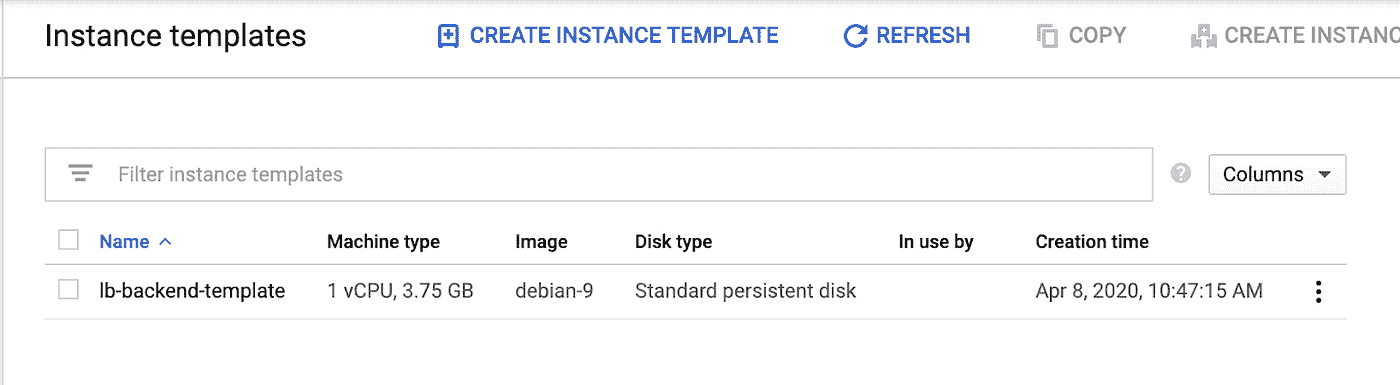 Instance templates CREATE INSTANCE TEMPLATE REFRESH COPY CREATE
Filter instance templates ? Columns
Name Machine type Image Disk type In use by Creation time
lb-backend-template 1 vCPU, 3.75 GB debian-9 Standard persistent disk Apr 8, 2020, 10:47:15 AM